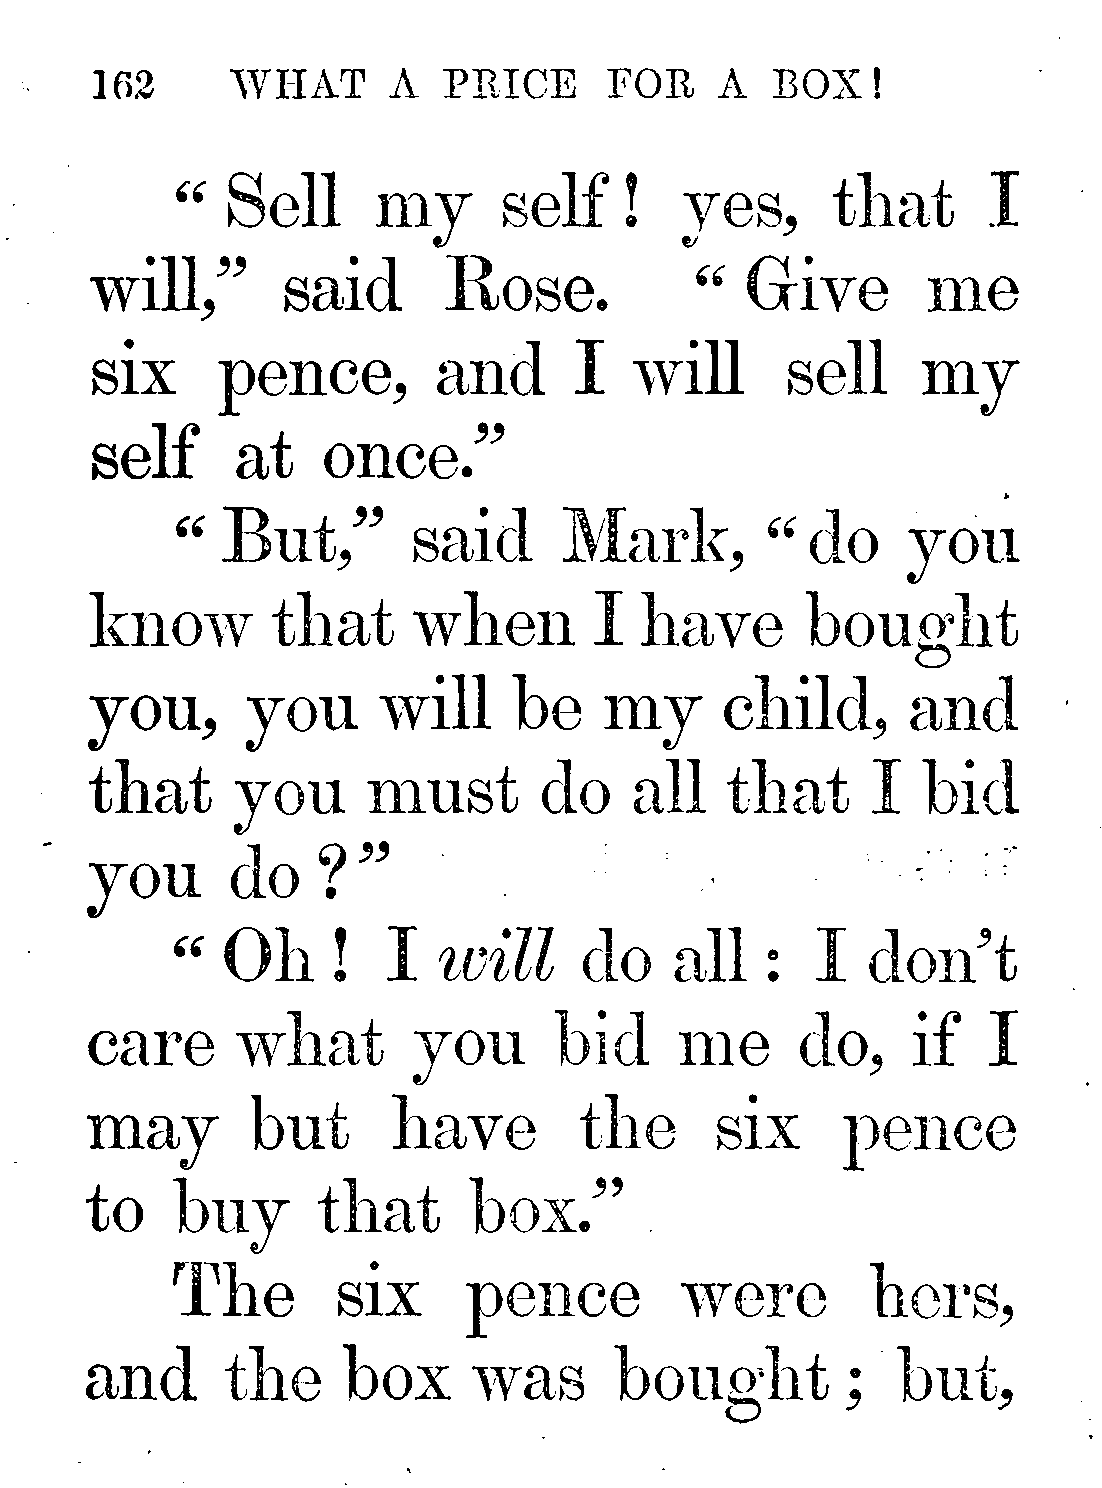 162 WHAT A PRICE FOR A BOX!
“Sell my self! yes, that I
will,” said Rose. “Give me
six pence, and I will sell my
self at once.”
“But,” said Mark, “do you
know that when I have bought
you, you will be my child, and
that you must do all that I bid
you do?”
“Oh! I will do all: I don’t
care what you bid me do, if I
may but have the six pence
to buy that box.”
The six pence were hers,
and the box was bought; but,